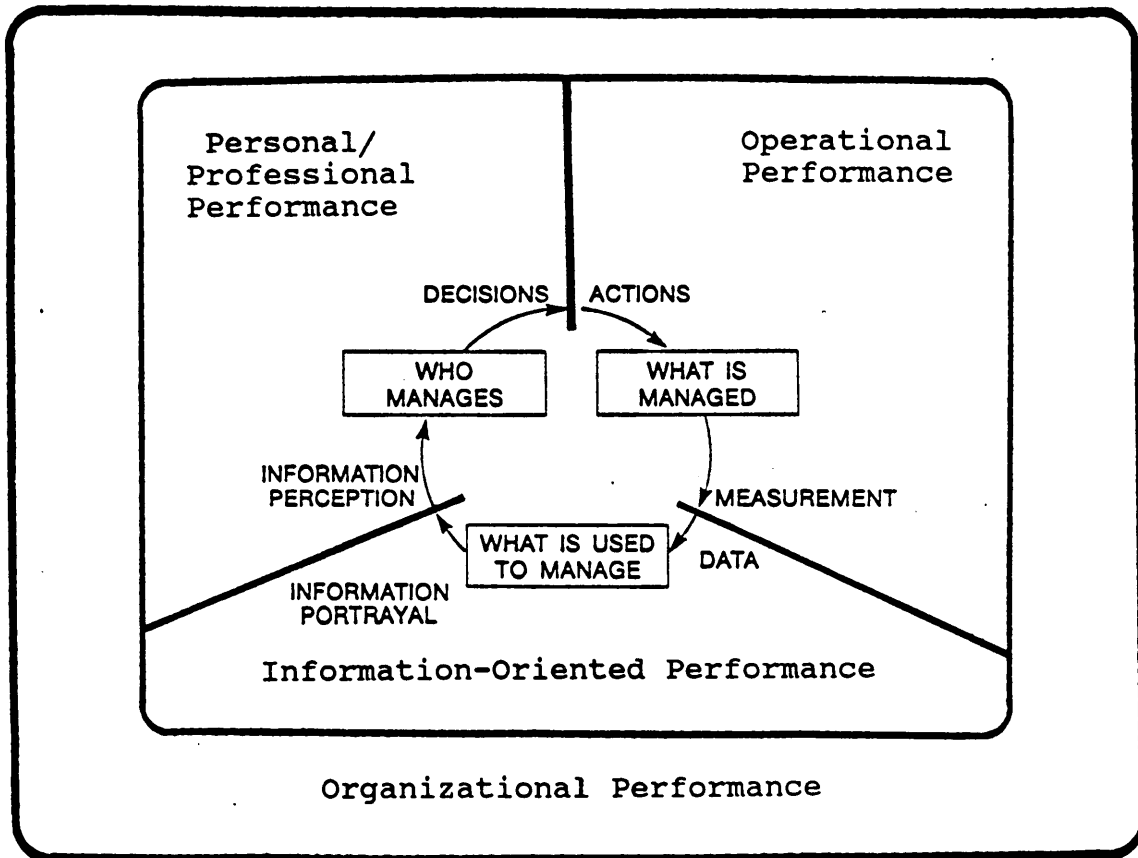 Personal/
Professional
Performance
Operational
Performance
DECISIONS
ACTIONS
WHO
MANAGES
WHAT IS
MANAGED
INFORMATION
PERCEPTION
MEASUREMENT
WHAT IS USED
TO MANAGE
DATA
INFORMATION
PORTRAYAL
Information-Oriented Performance
Organizational Performance